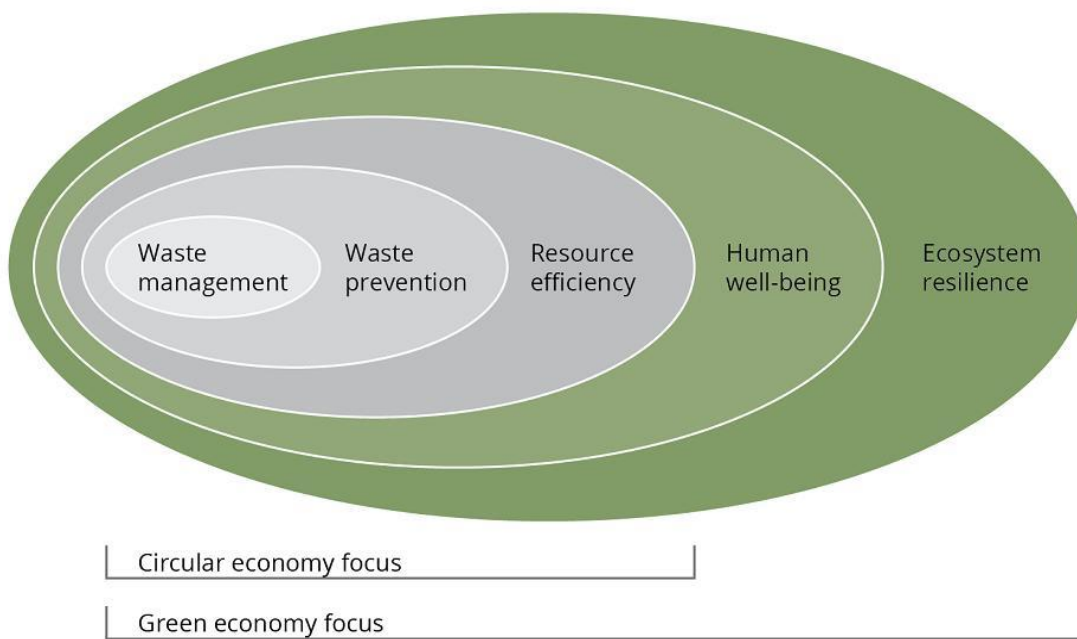 Waste
management
Waste
prevention
Resource
efficiency
Human
well-being
Ecosystem
resilience
Circular economy focus
Green economy focus